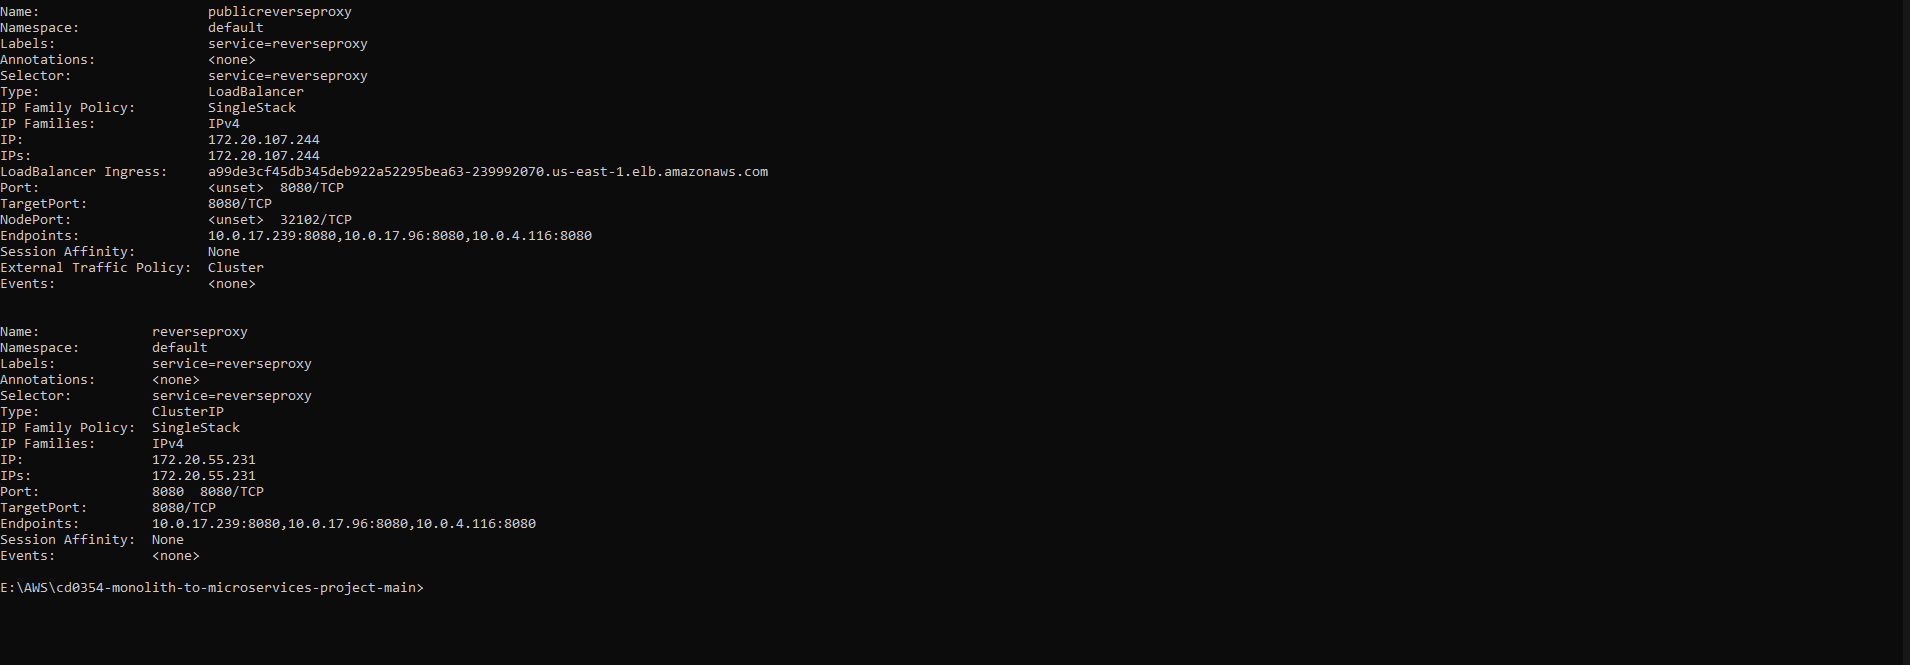 Name:                     publicreverseproxy
Namespace:                default
Labels:                   service=reverseproxy
Annotations:              <none>
Selector:                 service=reverseproxy
Type:                     LoadBalancer
IP Family Policy:         SingleStack
IP Families:              IPv4
IP:                       172.20.107.244
IPs:                      172.20.107.244
LoadBalancer Ingress:     a99de3cf45db345deb922a52295bea63-239992070.us-east-1.elb.amazonaws.com
Port:                     <unset>  8080/TCP
TargetPort:               8080/TCP
NodePort:                 <unset>  32102/TCP
Endpoints:                10.0.17.239:8080,10.0.17.96:8080,10.0.4.116:8080
Session Affinity:         None
External Traffic Policy:  Cluster
Events:                   <none>
Name:              reverseproxy
Namespace:         default
Labels:            service=reverseproxy
Annotations:       <none>
Selector:          service=reverseproxy
Type:              ClusterIP
IP Family Policy:  SingleStack
IP Families:       IPv4
IP:                172.20.55.231
IPs:               172.20.55.231
Port:              8080  8080/TCP
TargetPort:        8080/TCP
Endpoints:         10.0.17.239:8080,10.0.17.96:8080,10.0.4.116:8080
Session Affinity:  None
Events:            <none>
E:\AWS\cd0354-monolith-to-microservices-project-main>